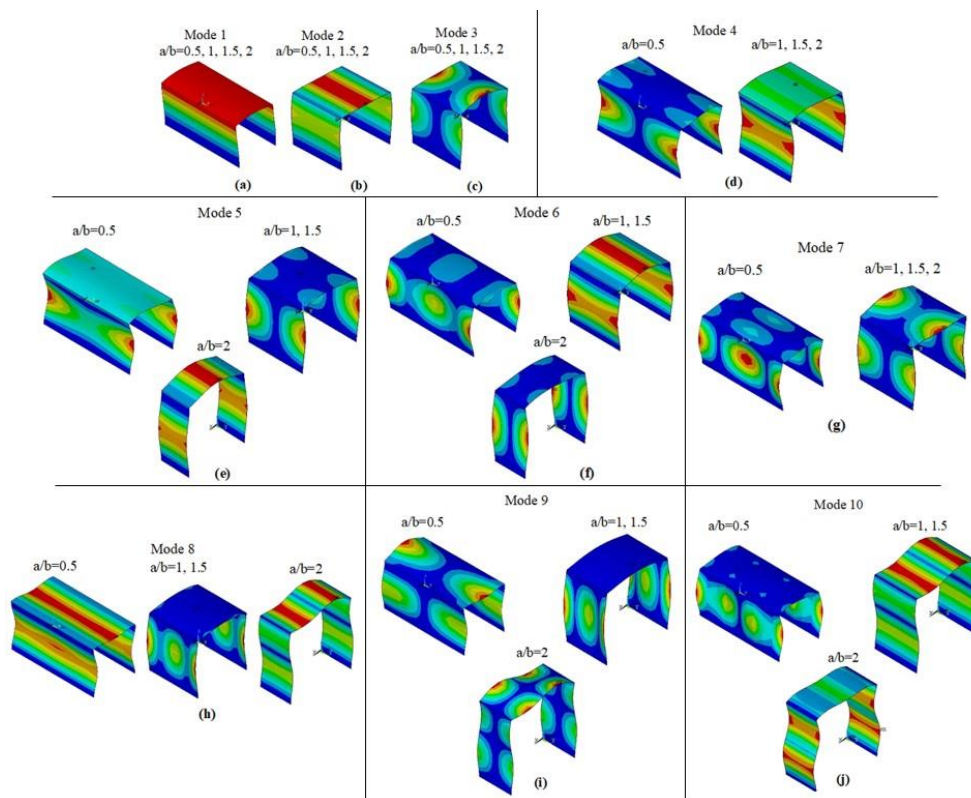 Mode 1
a/b=0.5, 1, 1.5, 2
Mode 2
a/b=0.5, 1, 1.5, 2
Mode 3
a/b=0.5, 1, 1.5, 2
(a)
(b)
(c)
Mode 4
a/b=0.5
a/b=1, 1.5, 2
(d)
Mode 5
a/b=0.5
a/b=1, 1.5
a/b=2
(e)
Mode 6
a/b=0.5
a/b=1, 1.5
a/b=2
(f)
Mode 7
a/b=0.5
a/b=1, 1.5, 2
(g)
Mode 8
a/b=0.5
a/b=1, 1.5
a/b=2
(h)
Mode 9
a/b=0.5
a/b=1, 1.5
a/b=2
(i)
Mode 10
a/b=0.5
a/b=1, 1.5
a/b=2
(j)